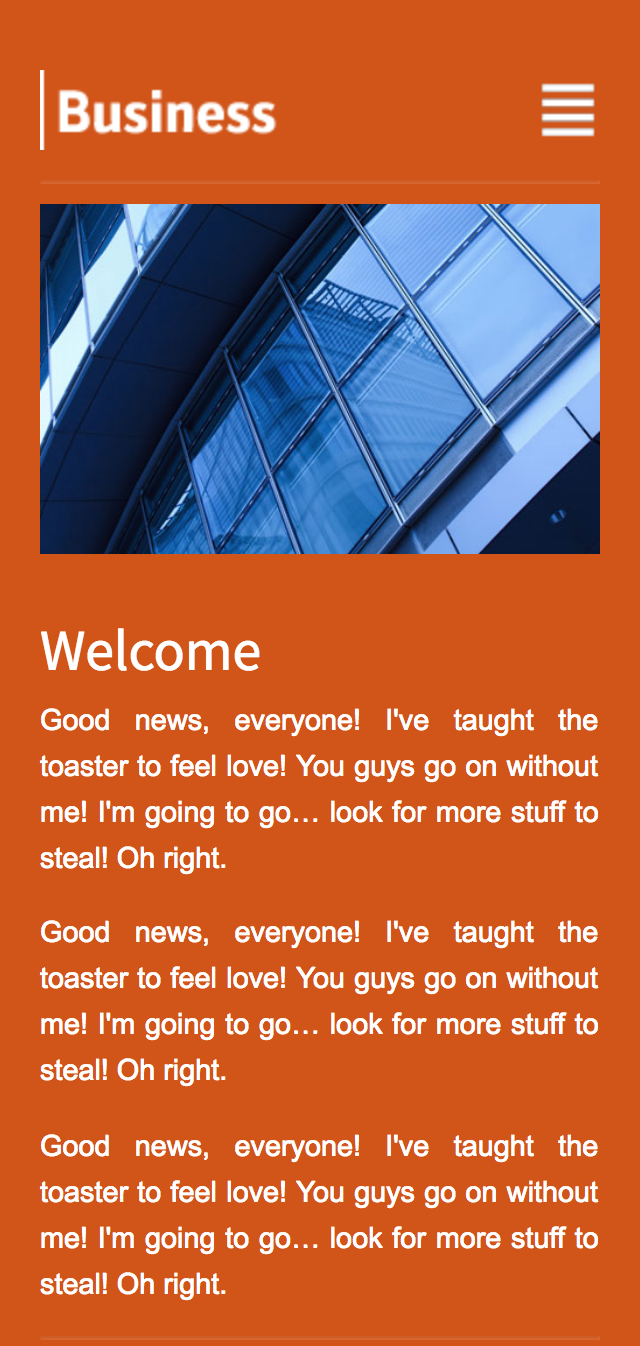 Business
Welcome
Good news, everyone! I've taught the
toaster to feel love! You guys go on without
me! I'm going to go… look for more stuff to
steal! Oh right.
Good news, everyone! I've taught the
toaster to feel love! You guys go on without
me! I'm going to go… look for more stuff to
steal! Oh right.
Good news, everyone! I've taught the
toaster to feel love! You guys go on without
me! I'm going to go… look for more stuff to
steal! Oh right.